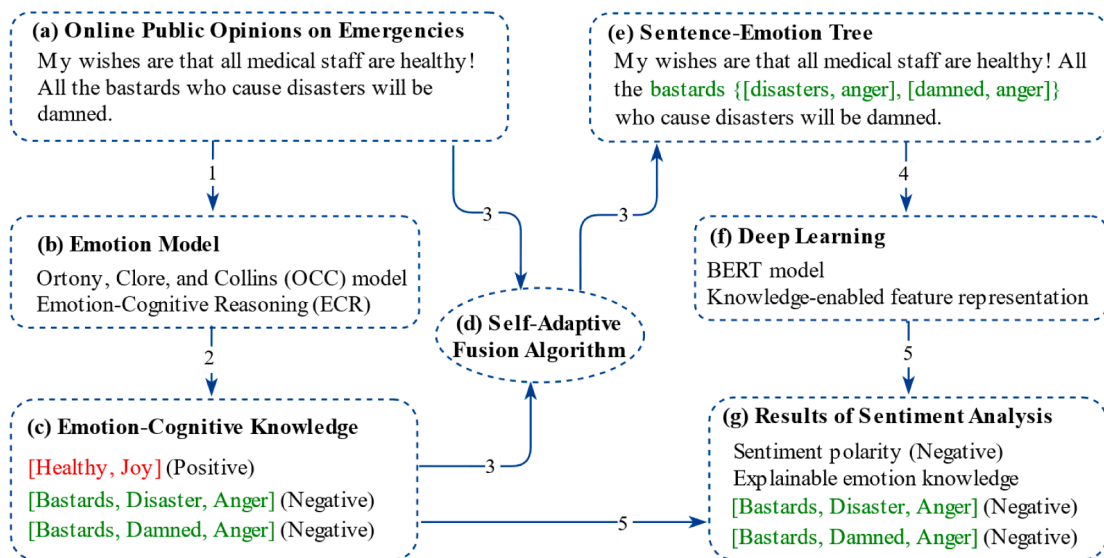 (a) Online Public Opinions on Emergencies
My wishes are that all medical staff are healthy!
All the bastards who cause disasters will be
damned.
1
(b) Emotion Model
Ortony, Clore, and Collins (OCC) model
Emotion-Cognitive Reasoning (ECR)
2
(c) Emotion-Cognitive Knowledge
[Healthy, Joy] (Positive)
[Bastards, Disaster, Anger] (Negative)
[Bastards, Damned, Anger] (Negative)
3
3
5
(d) Self-Adaptive
Fusion Algorithm
3
(e) Sentence-Emotion Tree
My wishes are that all medical staff are healthy! All
the bastards {[disasters, anger], [damned, anger]}
who cause disasters will be damned.
4
(f) Deep Learning
BERT model
Knowledge-enabled feature representation
5
(g) Results of Sentiment Analysis
Sentiment polarity (Negative)
Explainable emotion knowledge
[Bastards, Disaster, Anger] (Negative)
[Bastards, Damned, Anger] (Negative)